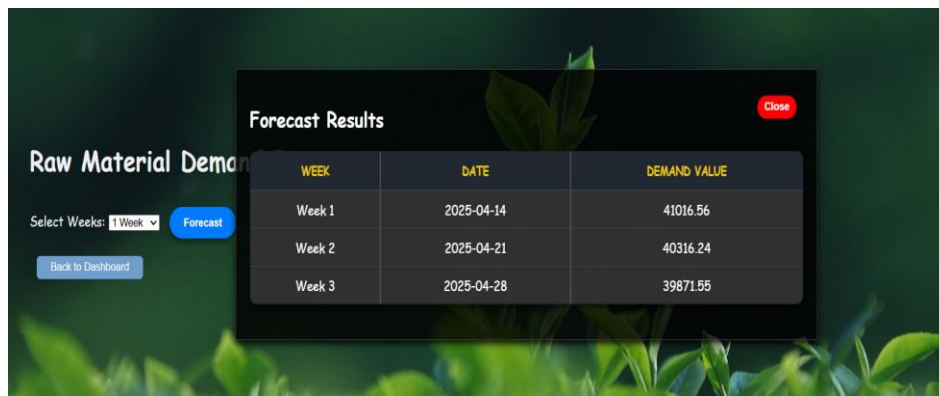 Forecast Results
Close
Raw Material Deman
Select Weeks: 1 Week Forecast
Back to Dashboard
WEEK DATE DEMAND VALUE
Week 1 2025-04-14 41016.56
Week 2 2025-04-21 40316.24
Week 3 2025-04-28 39871.55